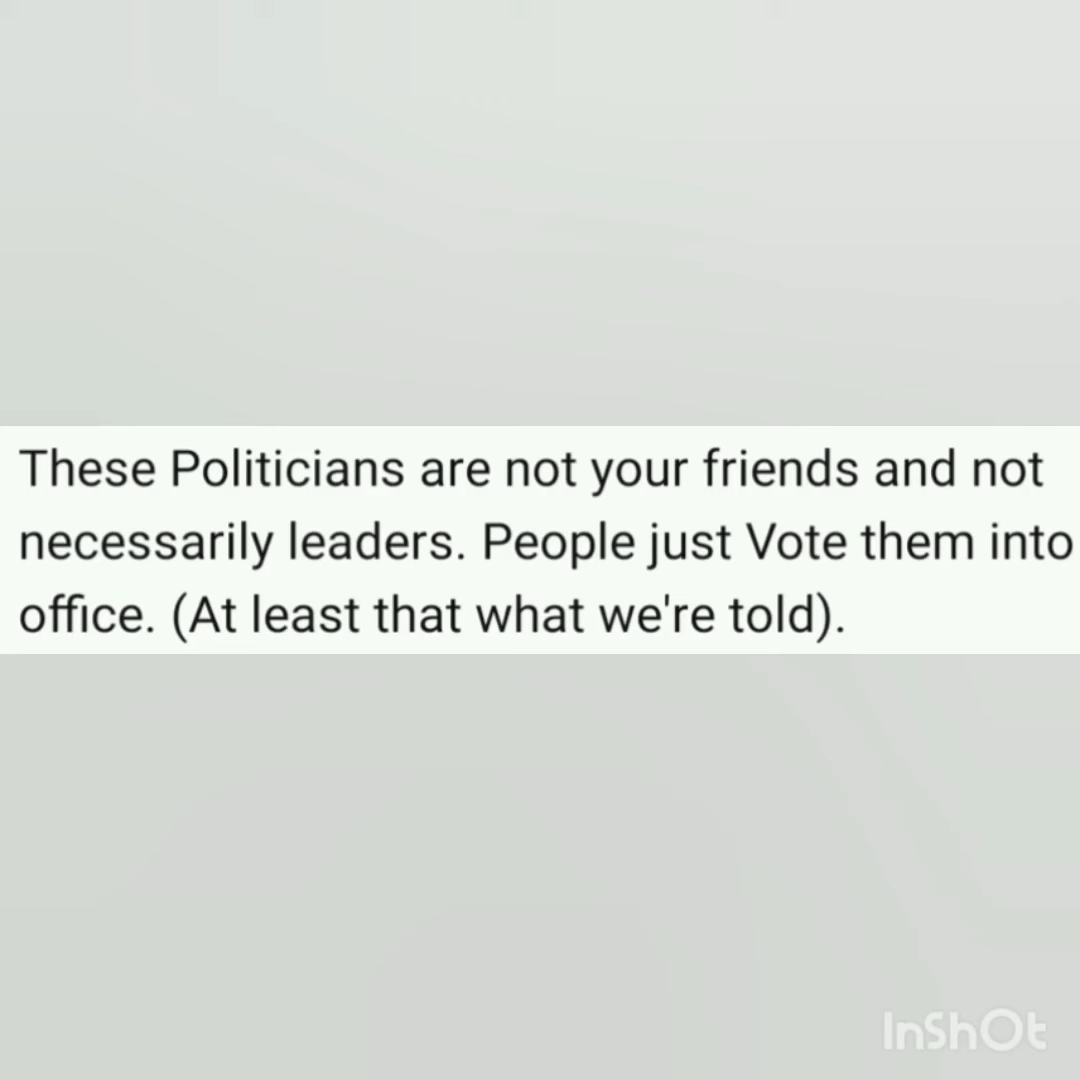 These Politicians are not your friends and not
necessarily leaders. People just Vote them into
office. (At least that what we're told).
InShOt